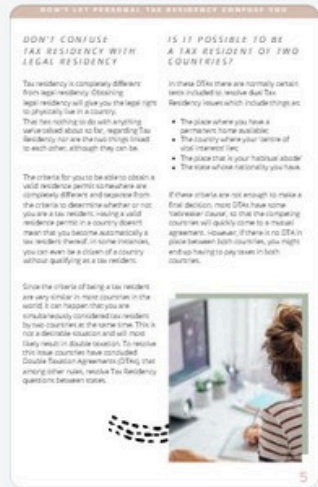 DON'T LET PERSONAL TAX RESIDENCE CONFUSE YOU
DON'T CONFUSE
TAX RESIDENCY WITH
LEGAL RESIDENCY
Tax residency is completely different
from legal residency. Obtaining
legal residency will give you the legal right
to physically live in a country.
That has nothing to do with anything
we've talked about so far, regarding Tax
Residency nor are the two things linked
to each other, although they can be.
The criteria for you to be able to obtain a
valid residence permit somewhere are
completely different and separate from
the criteria to determine whether or not
you are a tax resident. Having a valid
residence permit in a country doesn't
mean that you become automatically a
tax resident thereof. In some instances,
you can even be a citizen of a country
without qualifying as a tax resident.
Since the criteria of being a tax resident
are very similar in most countries in the
world, it can happen that you are
simultaneously considered tax resident
by two countries at the same time. This is
not a desirable situation and will most
likely result in double taxation. To resolve
this issue countries have concluded
Double Taxation Agreements (DTAs), that
among other rules, resolve Tax Residency
questions between states.
IS IT POSSIBLE TO BE
A TAX RESIDENT OF TWO
COUNTRIES?
In these DTAs there are normally certain
tests included to resolve dual Tax
Residency issues which include things as:
• The place where you have a
permanent home available;
• The country where your 'centre of
vital interests' lies;
• The place that is your 'habitual abode'
• The state whose nationality you have.
If these criteria are not enough to make a
final decision, most DTAs have some
'tiebreaker clause', so that the competing
countries will quickly come to a mutual
agreement. However, if there is no DTA in
place between both countries, you might
end up having to pay taxes in both
countries.
5